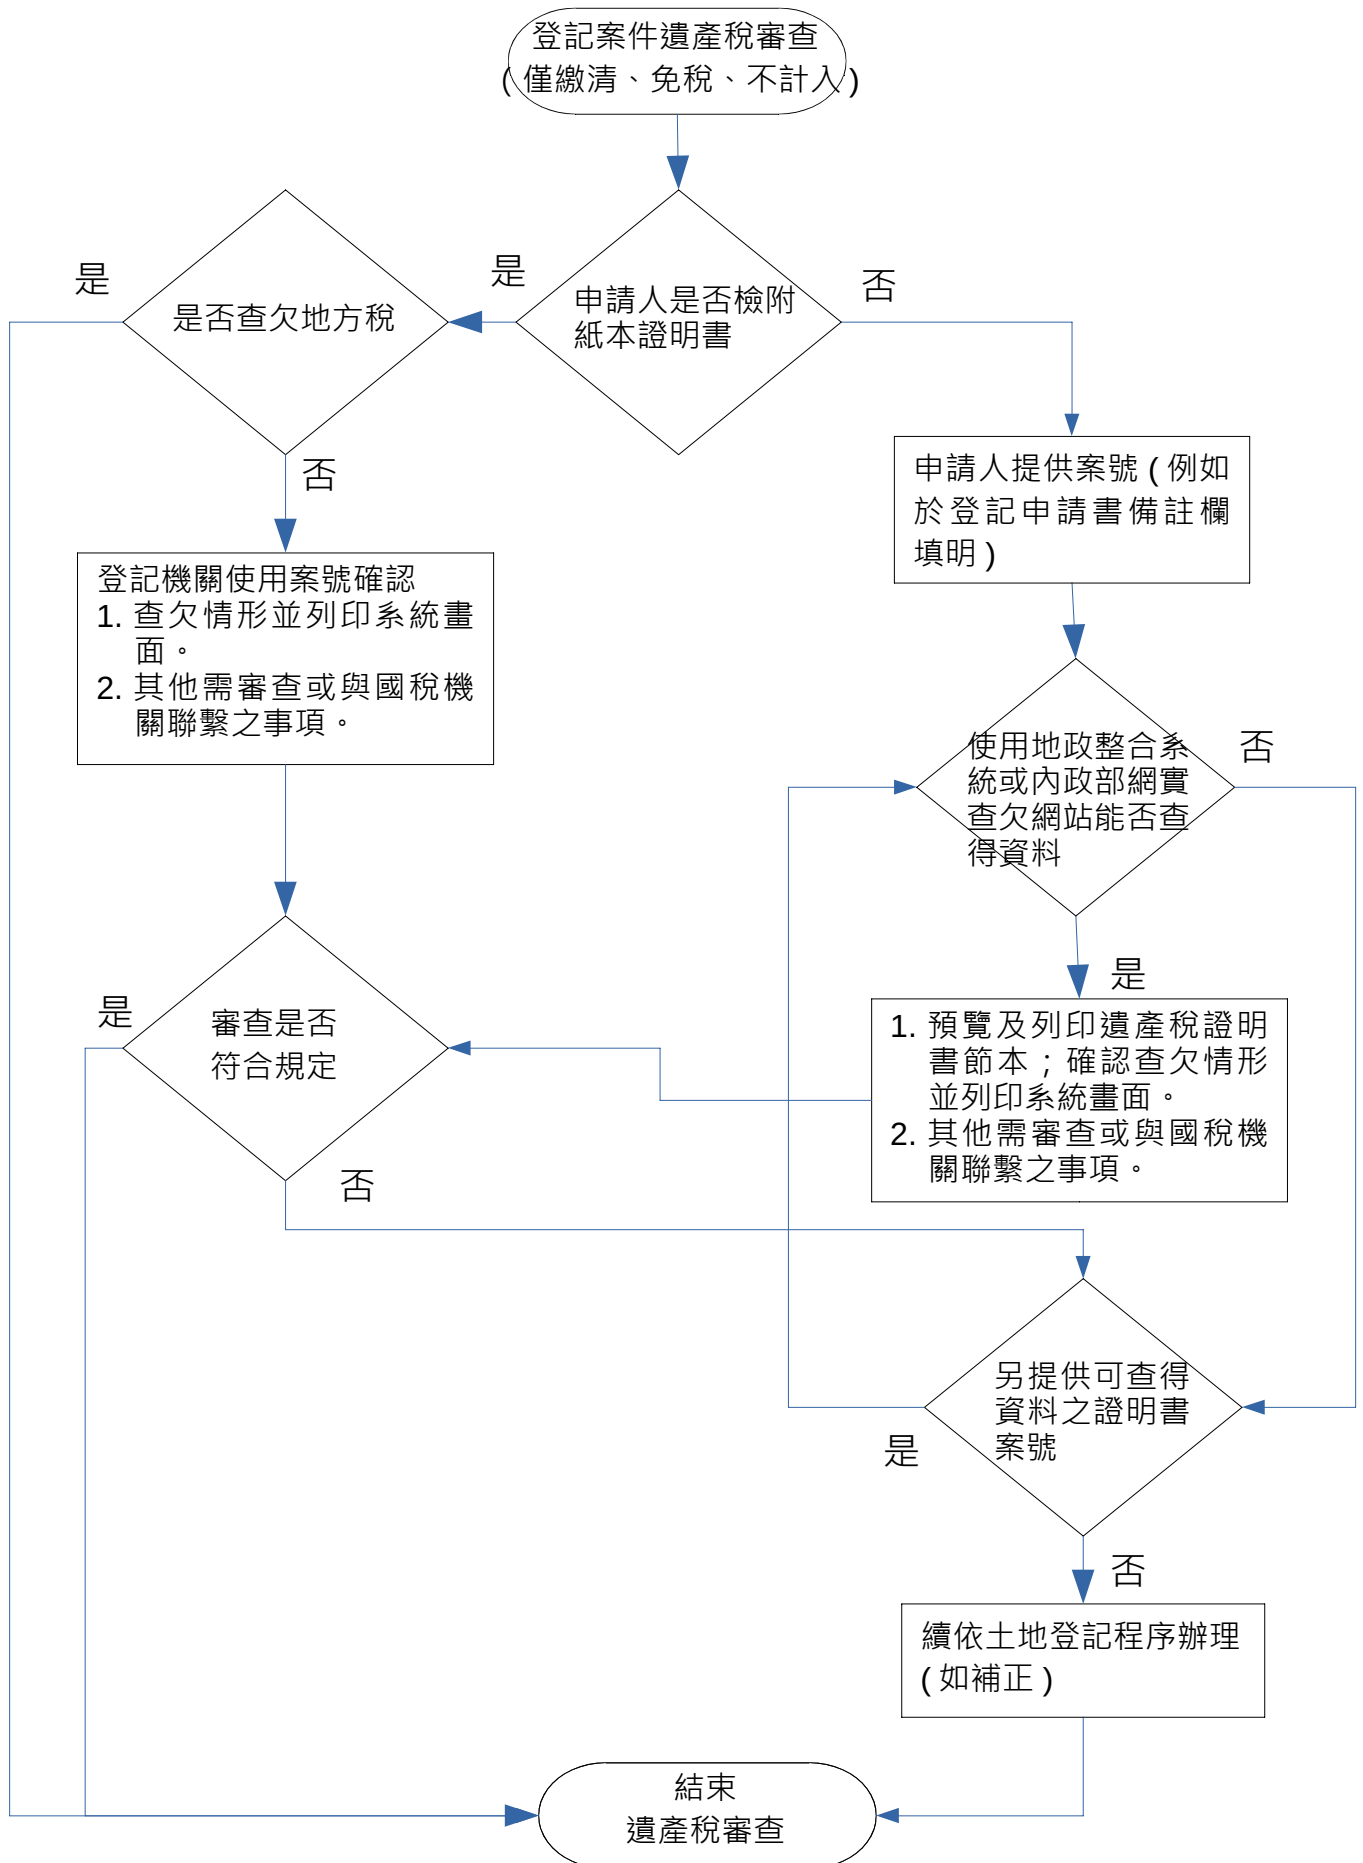 登記案件遺產稅審查
(僅繳清、免稅、不計入)
是
是否查欠地方稅
是
申請人是否檢附
紙本證明書
否
否
申請人提供案號(例如
於登記申請書備註欄
填明)
登記機關使用案號確認
1. 查欠情形並列印系統畫
面。
2. 其他需審查或與國稅機
關聯繫之事項。
使用地政整合系
統或內政部網實
查欠網站能否查
得資料
否
是
是
審查是否
符合規定
否
1. 預覽及列印遺產稅證明
書節本；確認查欠情形
並列印系統畫面。
2. 其他需審查或與國稅機
關聯繫之事項。
另提供可查得
資料之證明書
案號
是
否
續依土地登記程序辦理
(如補正)
結束
遺產稅審查